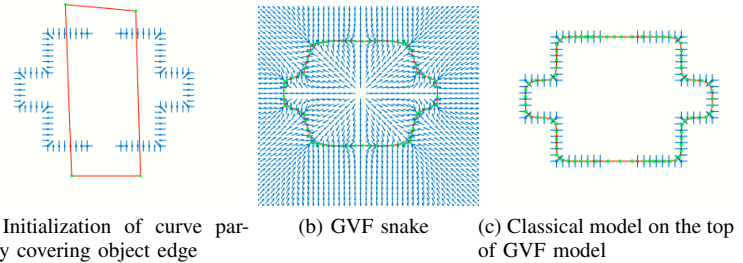 Initialization of curve par-
y covering object edge
(b) GVF snake
(c) Classical model on the top
of GVF model